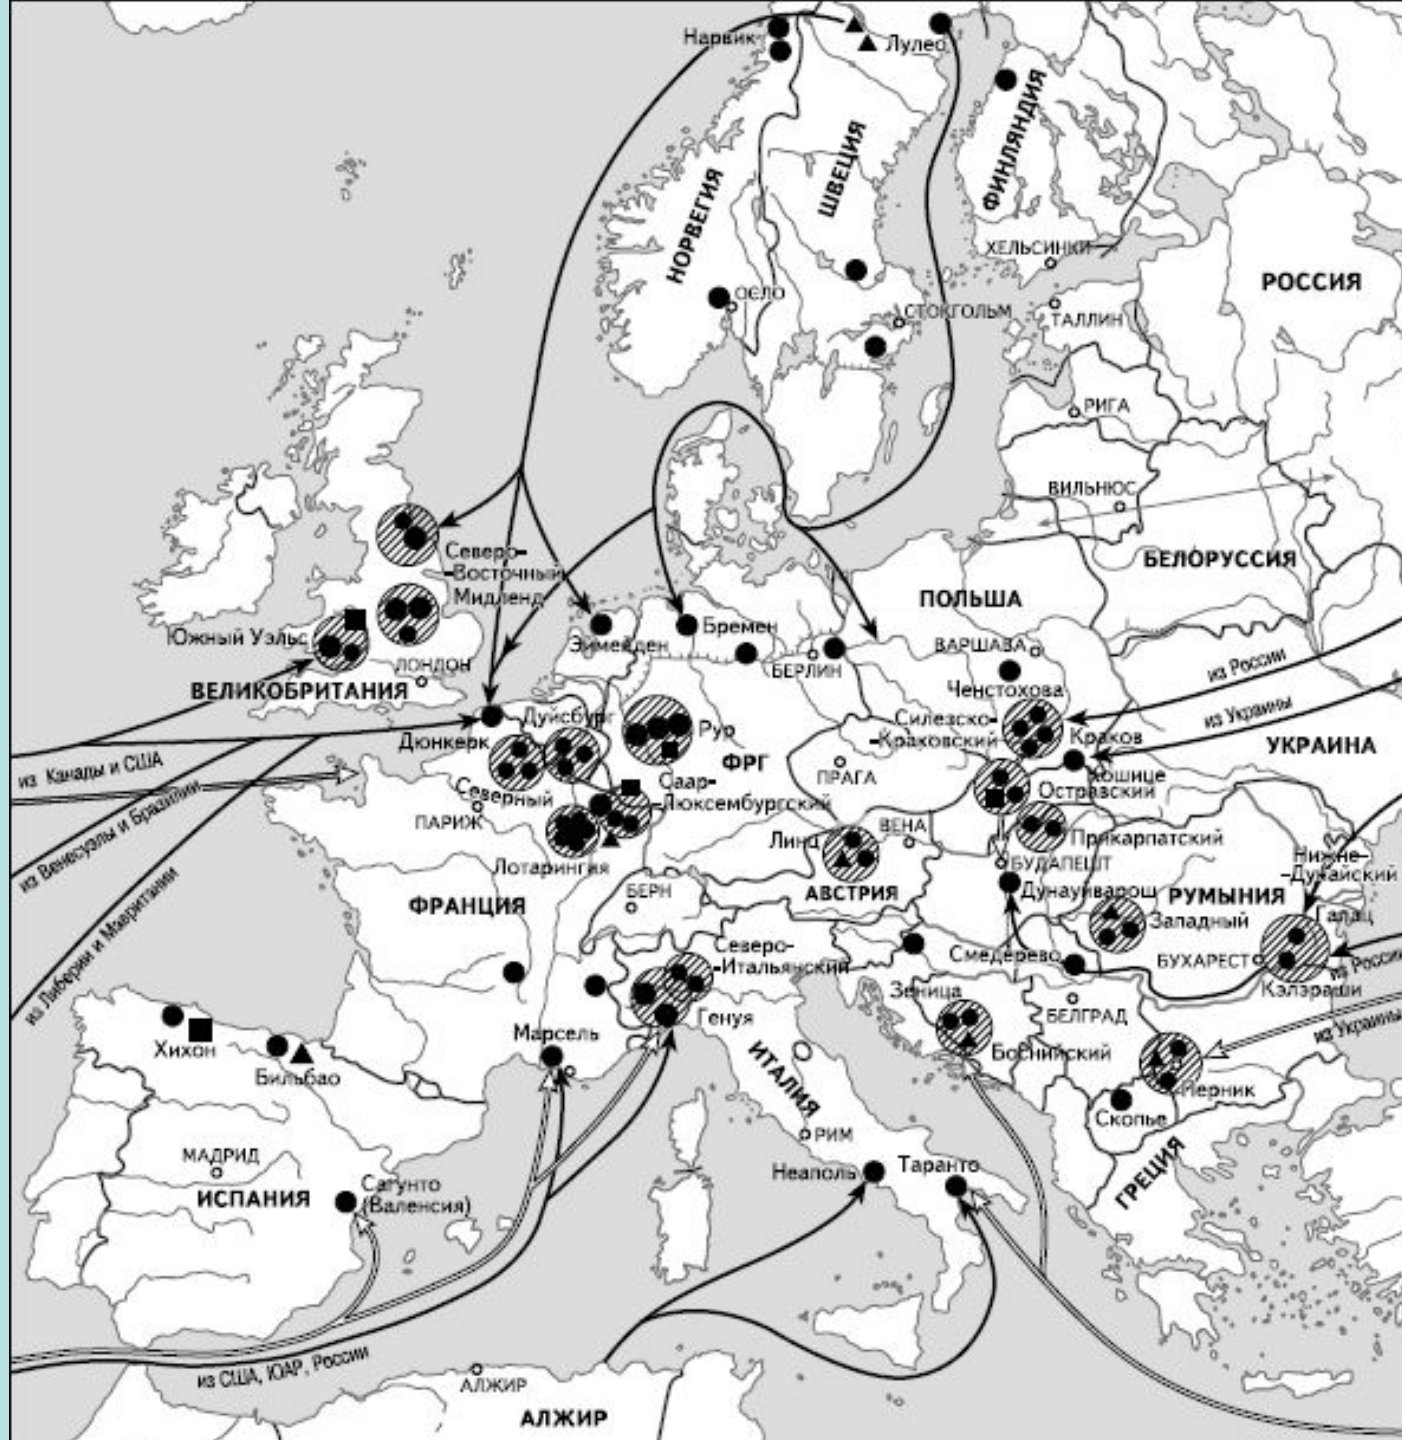 Нарвик
Лулео
ФИНЛЯНДИЯ
ШВЕЦИЯ
НОРВЕГИЯ
ХЕЛЬСИНКИ
РОССИЯ
ОСЛО
СТОКГОЛЬМ
ТАЛЛИН
РИГА
ВИЛЬНЮС
БЕЛОРУССИЯ
Северо-
-Восточный
Мидленд
ПОЛЬША
Южный Уэльс
Бремен
Эймейден
ВАРШАВА
ЛОНДОН
БЕРЛИН
из России
ВЕЛИКОБРИТАНИЯ
Ченстохова
из Украины
Дуйсбург
Рур
Силезско-
-Краковский
Краков
Дюнкерк
ФРГ
УКРАИНА
из Канады и США
ПРАГА
Кошице
Саар-
-Люксембургский
Остравский
Северный
из Венесуэлы и Бразилии
ПАРИЖ
Линц
ВЕНА
Прикарпатский
Лотарингия
БУДАПЕШТ
Нижне-
-Дунайский
БЕРН
АВСТРИЯ
Дунауйварош
РУМЫНИЯ
ФРАНЦИЯ
Западный
Галац
из Либерии и Мавритании
Северо-
-Итальянский
Смедерево
БУХАРЕСТ
из России
Зеница
Кэлэраши
Генуя
БЕЛГРАД
из Украины
Марсель
Хихон
Боснийский
Бильбао
ИТАЛИЯ
Перник
Скопье
МАДРИД
РИМ
ИСПАНИЯ
Сагунто
(Валенсия)
Неаполь
Таранто
ГРЕЦИЯ
из США, ЮАР, России
АЛЖИР
АЛЖИР